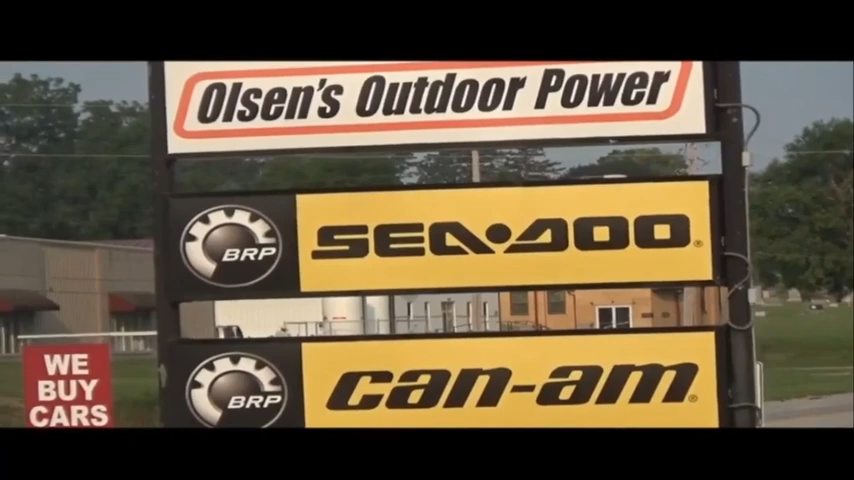 Olsen's Outdoor Power
BRP
SEA-DOO®
BRP
can-am®
WE
BUY
CARS